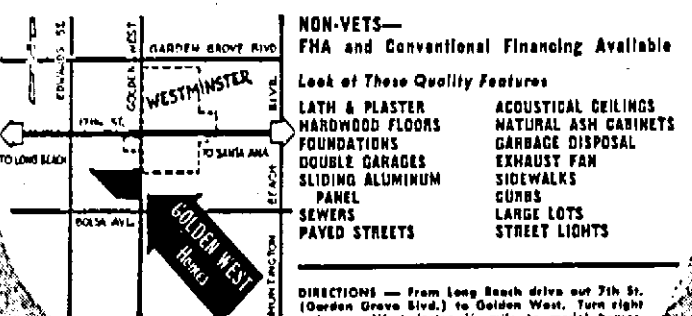 EDWARDS ST.
GOLDEN WEST
GARDEN GROVE BLVD
WESTMINSTER
17TH ST.
TO LONG BEACH
TO SANTA ANA
BOLSA AVE.
HUNTINGTON BEACH BLVD.
GOLDEN WEST
Homes
NON-VETS—
FHA and Conventional Financing Available
Look at These Quality Features
LATH & PLASTER
HARDWOOD FLOORS
FOUNDATIONS
DOUBLE GARAGES
SLIDING ALUMINUM
PANEL
SEWERS
PAVED STREETS
ACOUSTICAL CEILINGS
NATURAL ASH CABINETS
GARBAGE DISPOSAL
EXHAUST FAN
SIDEWALKS
CURBS
LARGE LOTS
STREET LIGHTS
DIRECTIONS — From Long Beach drive out 7th St.
(Garden Grove Blvd.) to Golden West. Turn right